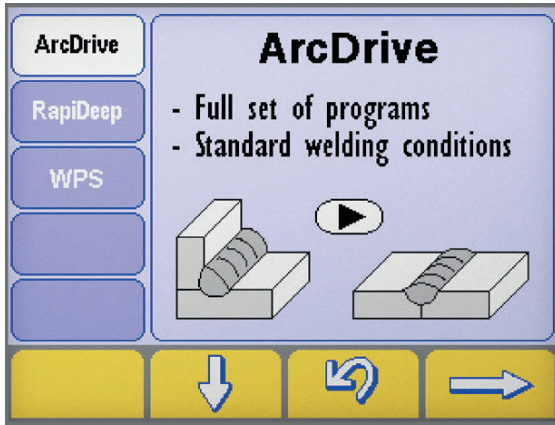 ArcDrive
RapiDeep
WPS
ArcDrive
- Full set of programs
- Standard welding conditions